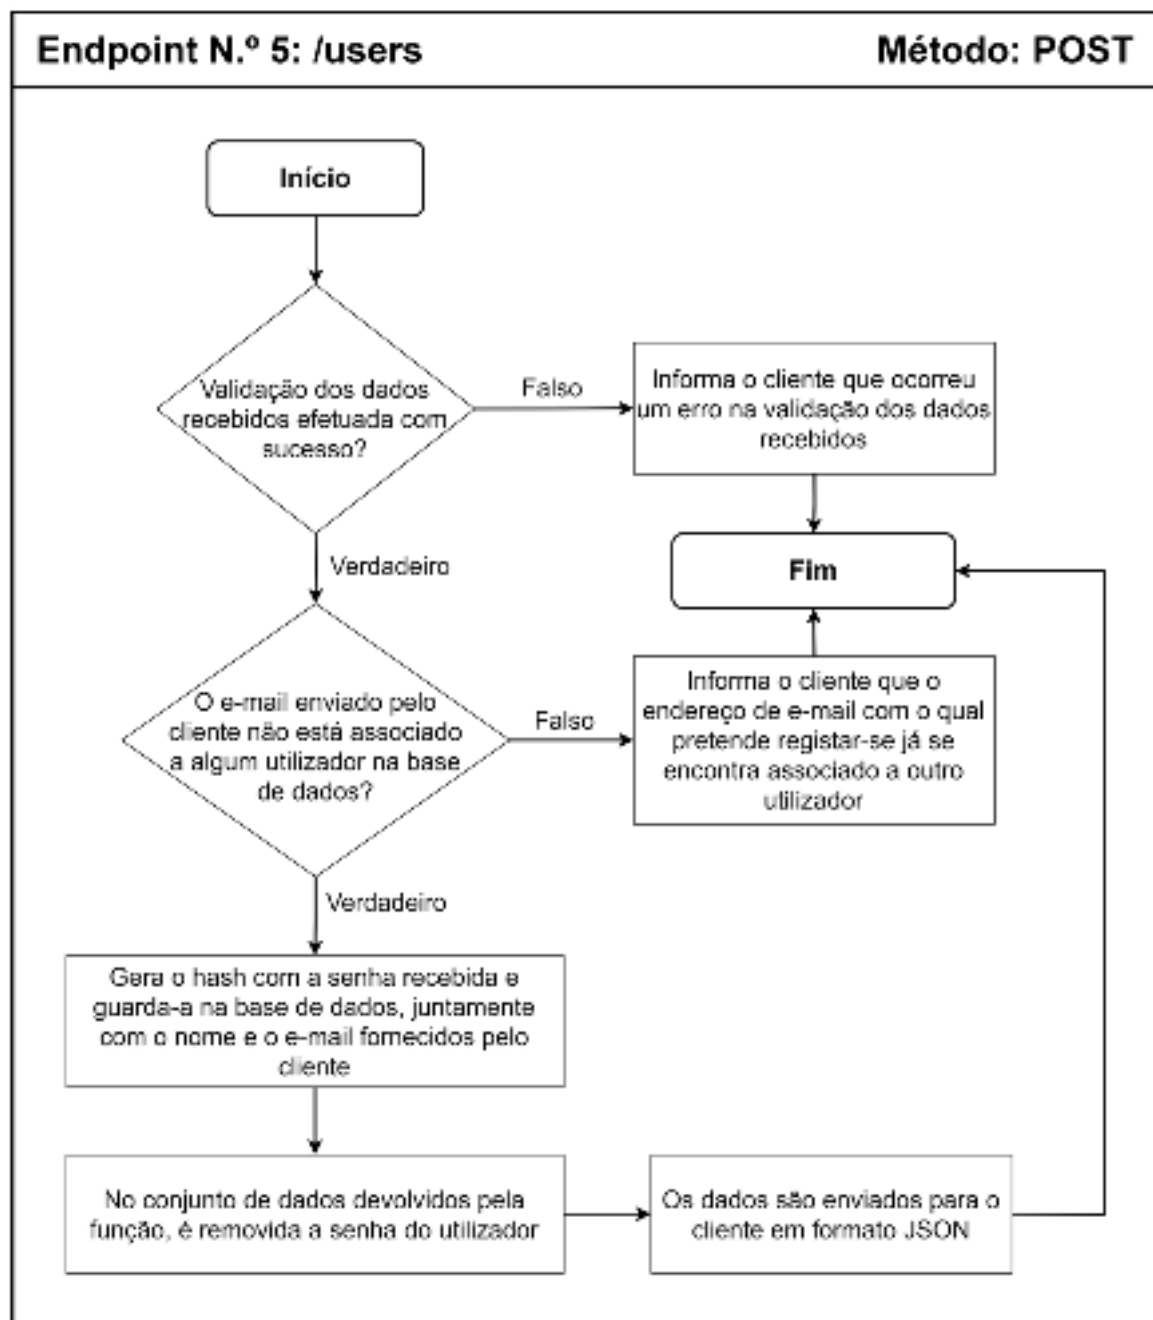 Endpoint N.º 5: /users
Método: POST
Início
Validação dos dados
recebidos efetuada com
sucesso?
Falso
Informa o cliente que ocorreu
um erro na validação dos dados
recebidos
Verdadeiro
Fim
O e-mail enviado pelo
cliente não está associado
a algum utilizador na base
de dados?
Falso
Informa o cliente que o
endereço de e-mail com o qual
pretende registar-se já se
encontra associado a outro
utilizador
Verdadeiro
Gera o hash com a senha recebida e
guarda-a na base de dados, juntamente
com o nome e o e-mail fornecidos pelo
cliente
No conjunto de dados devolvidos pela
função, é removida a senha do utilizador
Os dados são enviados para o
cliente em formato JSON